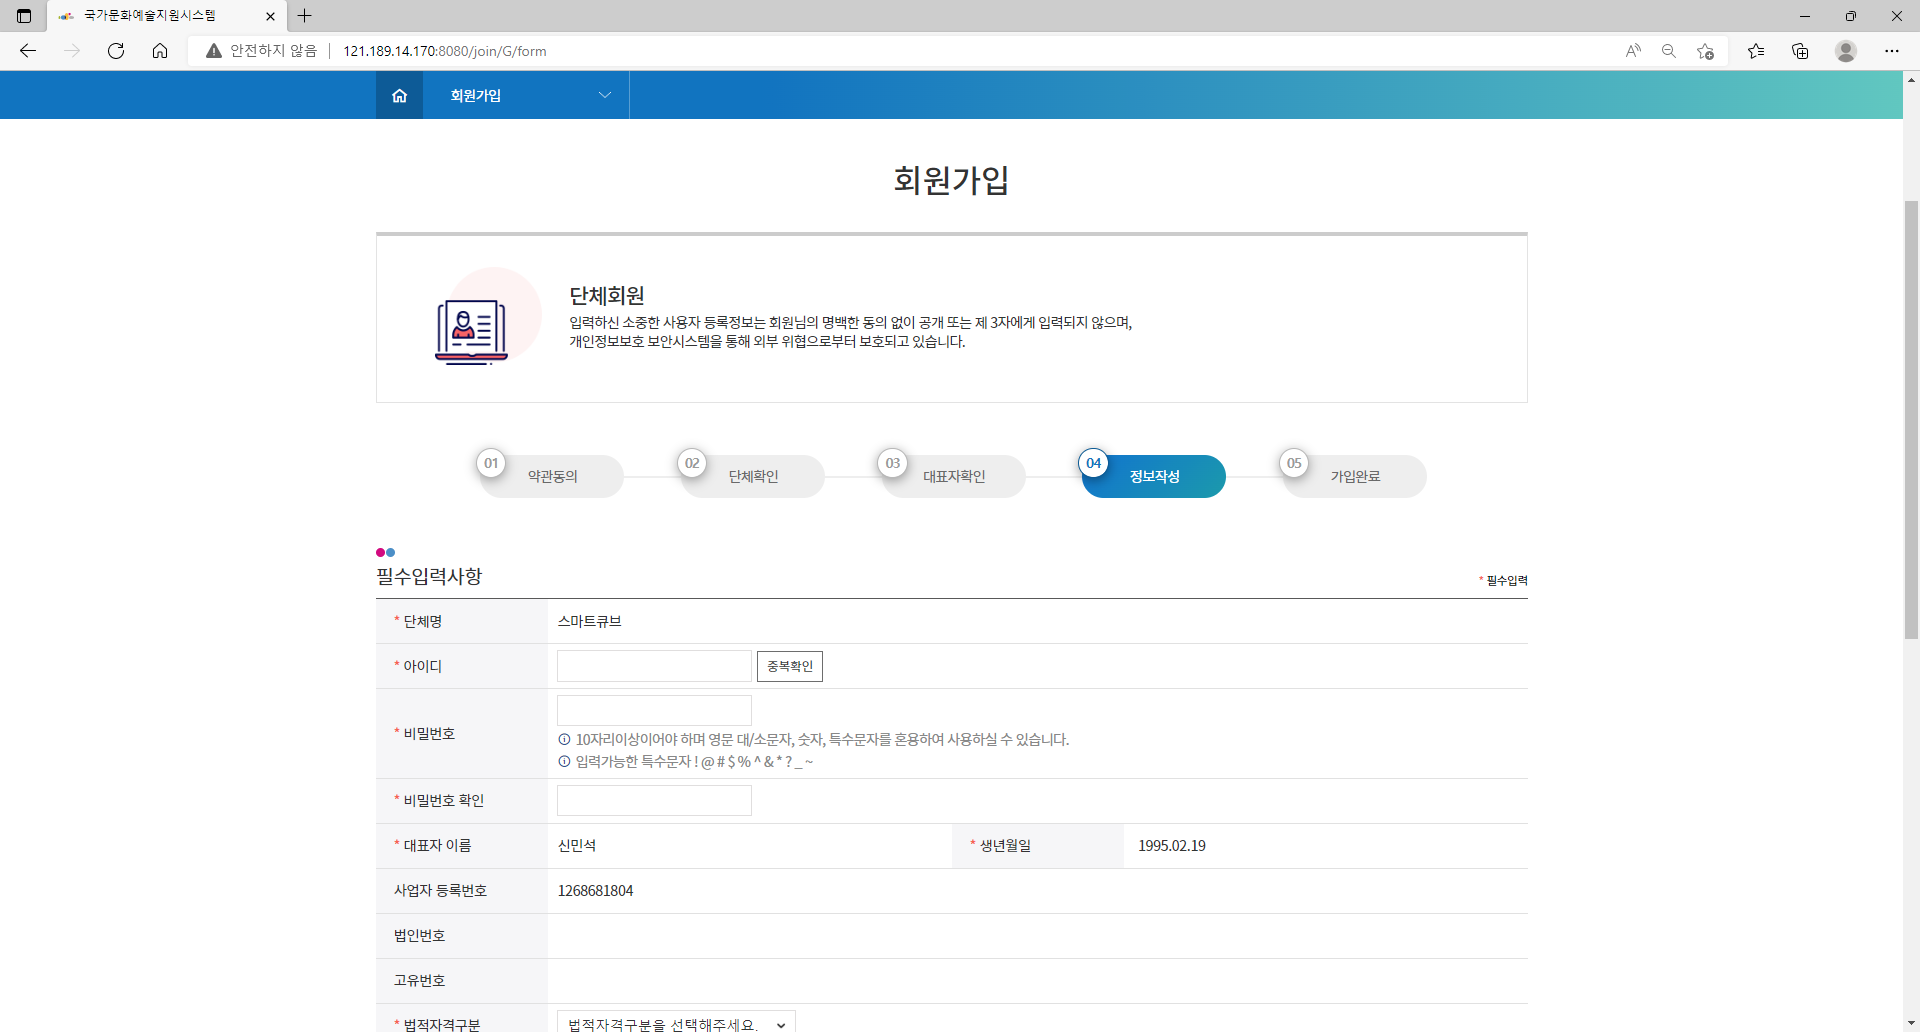 국가문화예술지원시스템
안전하지 않음 121.189.14.170:8080/join/G/form
회원가입
회원가입
단체회원
입력하신 소중한 사용자 등록정보는 회원님의 명백한 동의 없이 공개 또는 제 3자에게 입력되지 않으며,
개인정보보호 보안시스템을 통해 외부 위협으로부터 보호되고 있습니다.
01 약관동의
02 단체확인
03 대표자확인
04 정보작성
05 가입완료
필수입력사항
* 필수입력
* 단체명 스마트큐브
* 아이디 중복확인
* 비밀번호
10자리이상이어야 하며 영문 대/소문자, 숫자, 특수문자를 혼용하여 사용하실 수 있습니다.
입력가능한 특수문자 ! @ # $ % ^ & * ? _ ~
* 비밀번호 확인
* 대표자 이름 신민석 * 생년월일 1995.02.19
사업자 등록번호 1268681804
법인번호
고유번호
* 법적자격구분 법적자격구분을 선택해주세요.